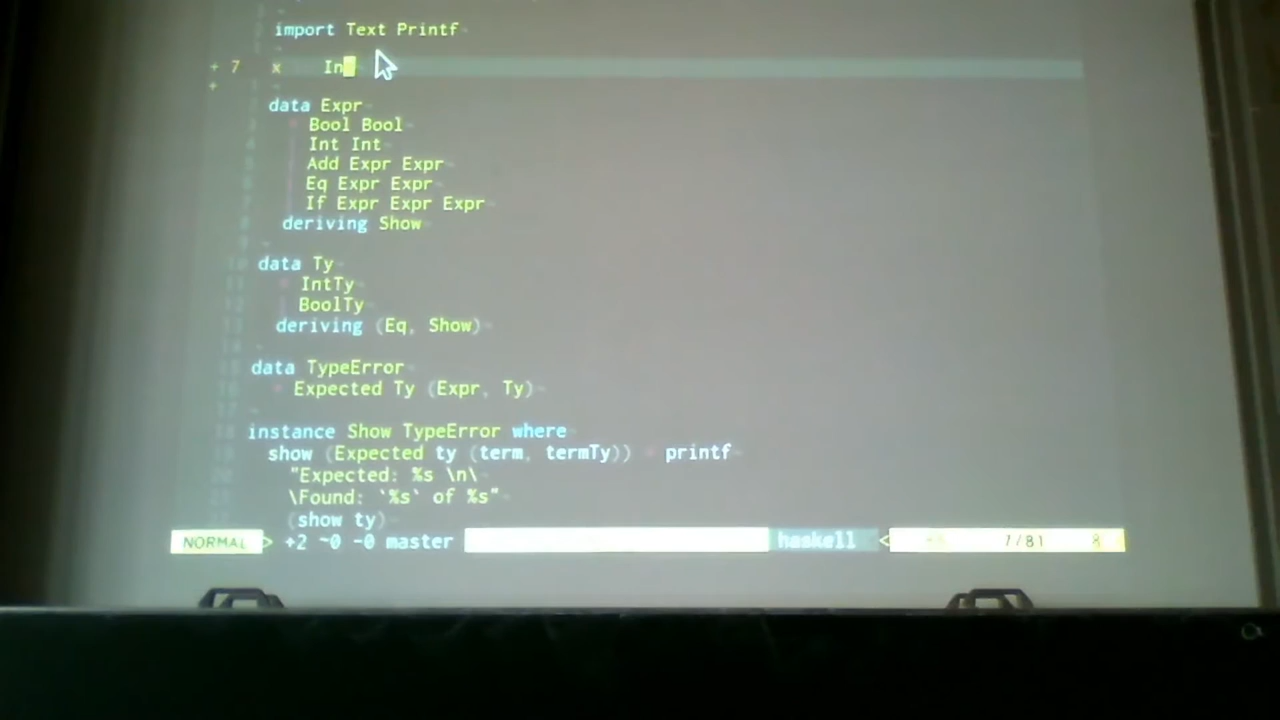 import Text Printf
+ 7 x In
+
data Expr
Bool Bool
Int Int
Add Expr Expr
Eq Expr Expr
If Expr Expr Expr
deriving Show
data Ty
IntTy
BoolTy
deriving (Eq, Show)
data TypeError
Expected Ty (Expr, Ty)
instance Show TypeError where
show (Expected ty (term, termTy)) printf
"Expected: %s \n\
\Found: `%s` of %s"
(show ty)
NORMAL > +2 ~0 -0 master haskell < 7/81 8